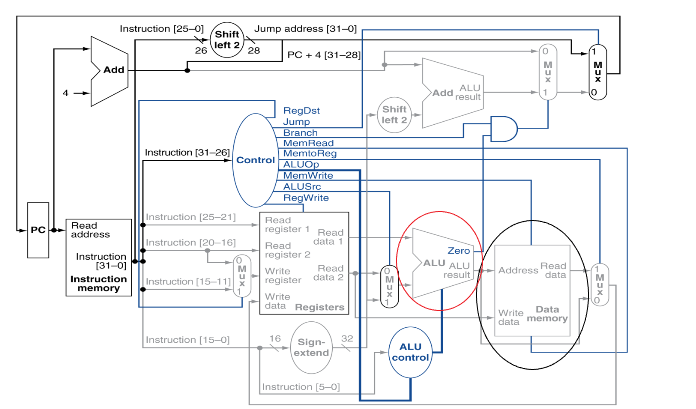 Instruction [25–0]
Shift
left 2
Jump address [31–0]
26
28
PC + 4 [31–28]
Add
4
0
M
u
x
1
1
M
u
x
0
Add
ALU
result
Shift
left 2
RegDst
Jump
Branch
MemRead
MemtoReg
ALUOp
MemWrite
ALUSrc
RegWrite
Control
Instruction [31–26]
PC
Read
address
Instruction
[31–0]
Instruction
memory
Instruction [25–21]
Instruction [20–16]
Instruction [15–11]
0
M
u
x
1
Read
register 1
Read
register 2
Write
register
Write
data
Read
data 1
Read
data 2
Registers
0
M
u
x
1
Zero
ALU
ALU
result
Address
Read
data
Write
data
Data
memory
1
M
u
x
0
Instruction [15–0]
16
Sign-
extend
32
ALU
control
Instruction [5–0]